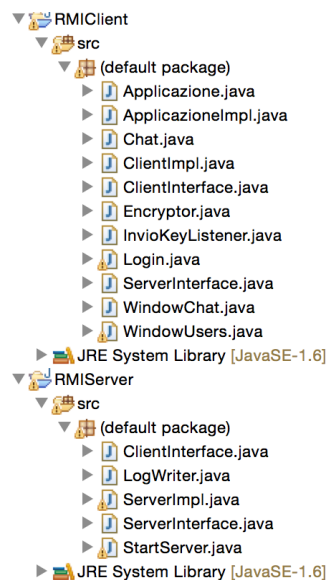 RMIClient
src
(default package)
Applicazione.java
ApplicazioneImpl.java
Chat.java
ClientImpl.java
ClientInterface.java
Encryptor.java
InvioKeyListener.java
Login.java
ServerInterface.java
WindowChat.java
WindowUsers.java
JRE System Library [JavaSE-1.6]
RMIServer
src
(default package)
ClientInterface.java
LogWriter.java
ServerImpl.java
ServerInterface.java
StartServer.java
JRE System Library [JavaSE-1.6]